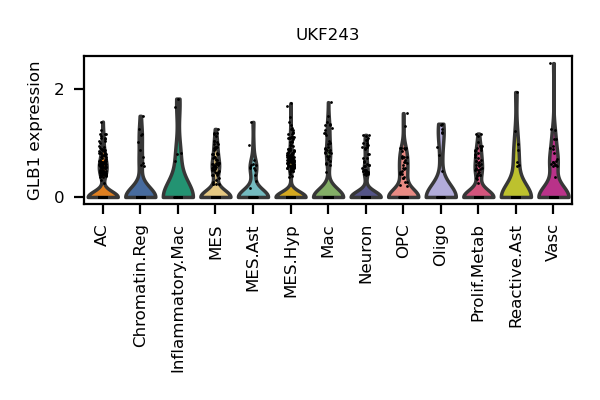 UKF243
GLB1 expression
2
0
AC
Chromatin.Reg
Inflammatory.Mac
MES
MES.Ast
MES.Hyp
Mac
Neuron
OPC
Oligo
Prolif.Metab
Reactive.Ast
Vasc